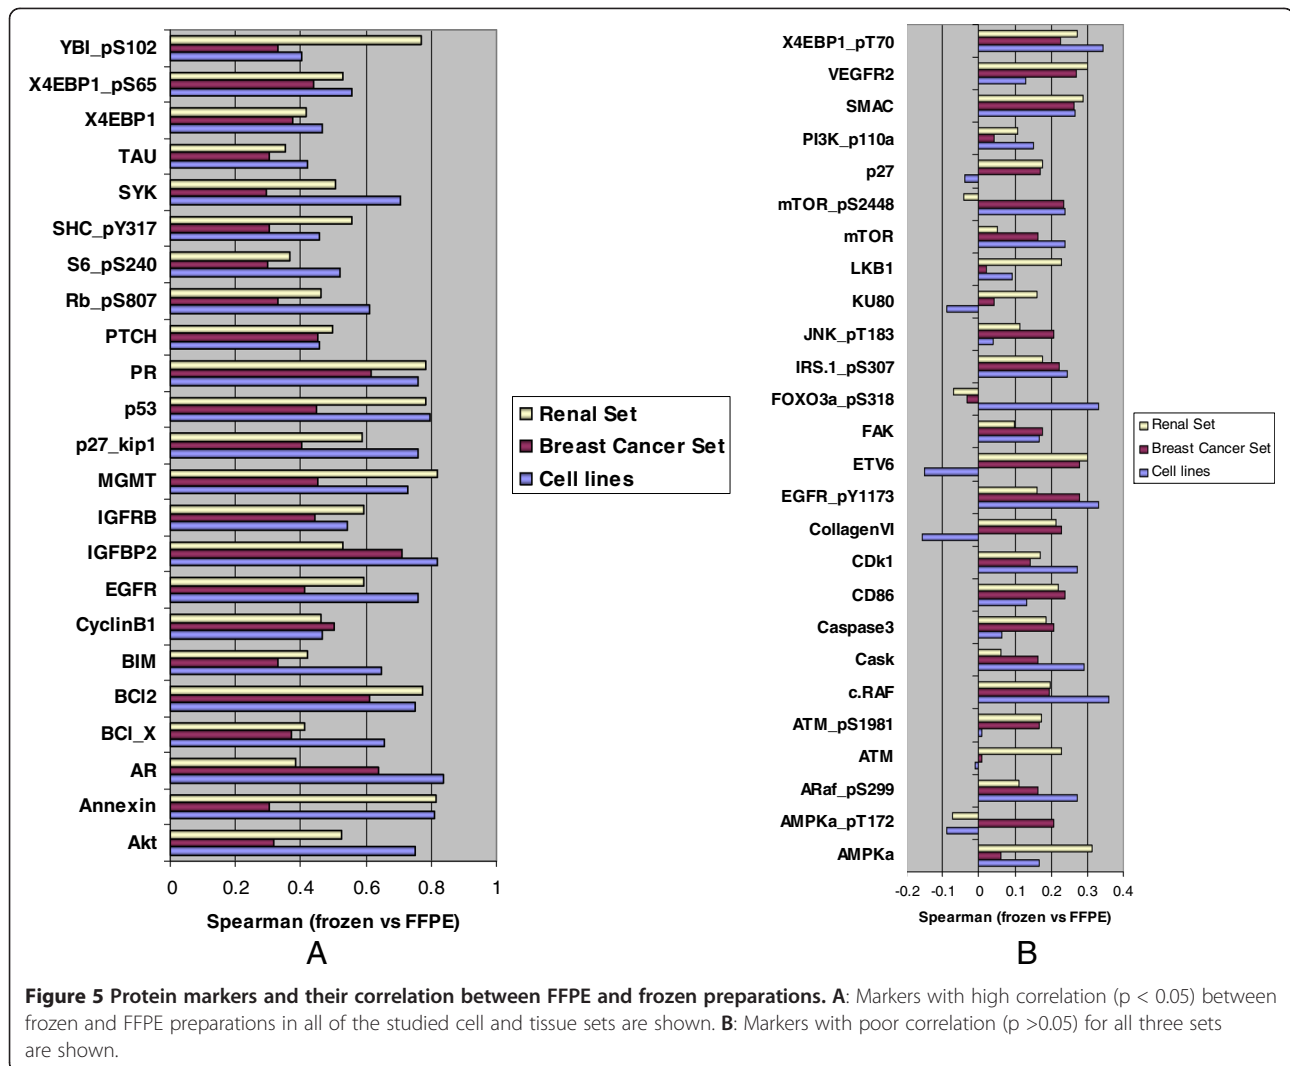 YBI_pS102
X4EBP1_pS65
X4EBP1
TAU
SYK
SHC_pY317
S6_pS240
Rb_pS807
PTCH
PR
p53
p27_kip1
MGMT
IGFRB
IGFBP2
EGFR
CyclinB1
BIM
BCl2
BCl_X
AR
Annexin
Akt
0 0.2 0.4 0.6 0.8 1
Spearman (frozen vs FFPE)
A
Renal Set
Breast Cancer Set
Cell lines
X4EBP1_pT70
VEGFR2
SMAC
PI3K_p110a
p27
mTOR_pS2448
mTOR
LKB1
KU80
JNK_pT183
IRS.1_pS307
FOXO3a_pS318
FAK
ETV6
EGFR_pY1173
CollagenVI
CDk1
CD86
Caspase3
Cask
c.RAF
ATM_pS1981
ATM
ARaf_pS299
AMPKa_pT172
AMPKa
-0.2 -0.1 0 0.1 0.2 0.3 0.4
Spearman (frozen vs FFPE)
B
Renal Set
Breast Cancer Set
Cell lines
Figure 5 Protein markers and their correlation between FFPE and frozen preparations. A: Markers with high correlation (p < 0.05) between
frozen and FFPE preparations in all of the studied cell and tissue sets are shown. B: Markers with poor correlation (p >0.05) for all three sets
are shown.